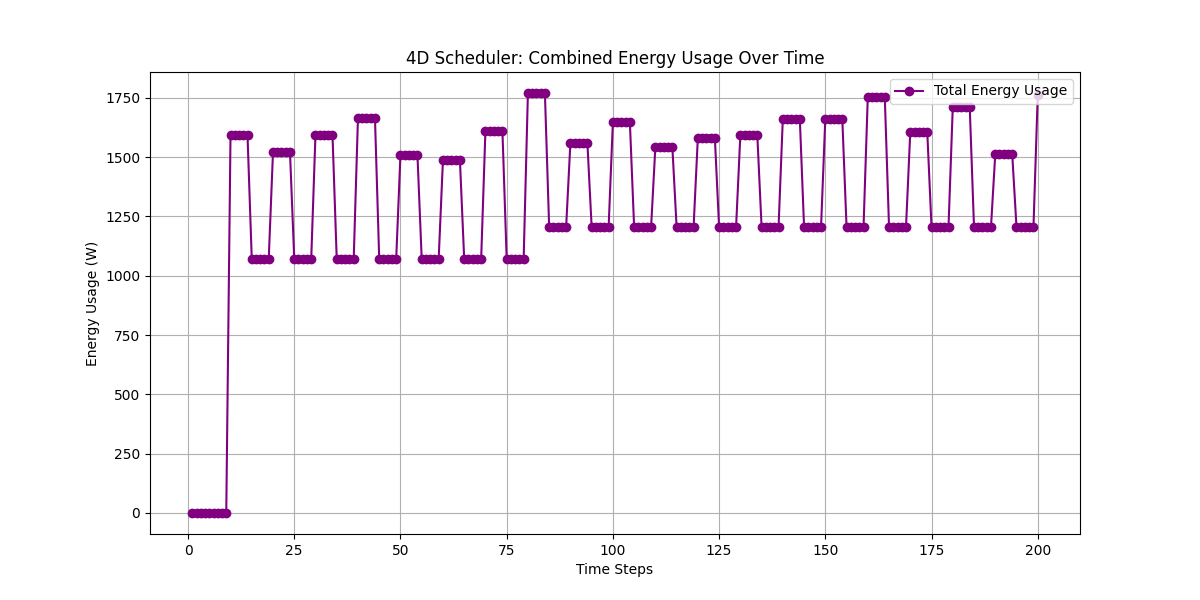 4D Scheduler: Combined Energy Usage Over Time
Total Energy Usage
Energy Usage (W)
1750
1500
1250
1000
750
500
250
0
0 25 50 75 100 125 150 175 200
Time Steps